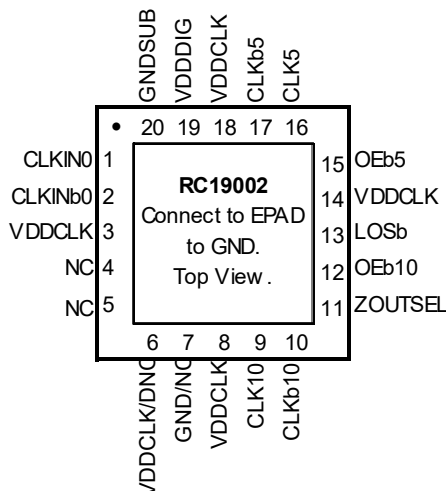 GNDSUB
VDDDIG
VDDCLK
CLKb5
CLK5
20 19 18 17 16
CLKIN0 1
CLKINb0 2
VDDCLK 3
NC 4
NC 5
RC19002
Connect to EPAD
to GND.
Top View .
15 OEb5
14 VDDCLK
13 LOSb
12 OEb10
11 ZOUTSEL
6 7 8 9 10
VDDCLK/DNC
GND/NC
VDDCLK
CLK10
CLKb10